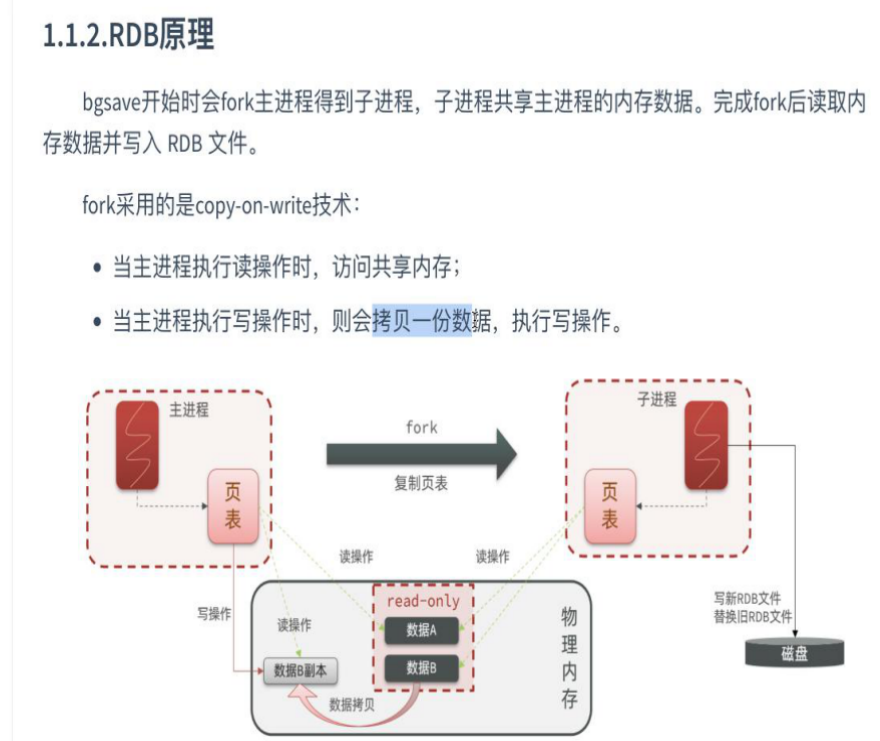 1.1.2.RDB原理
bgsave开始时会fork主进程得到子进程，子进程共享主进程的内存数据。完成fork后读取内
存数据并写入 RDB 文件。
fork采用的是copy-on-write技术：
• 当主进程执行读操作时，访问共享内存；
• 当主进程执行写操作时，则会拷贝一份数据，执行写操作。
主进程
子进程
fork
复制页表
页
表
页
表
读操作
读操作
写操作
读操作
read-only
数据A
数据B
数据B副本
数据拷贝
物
理
内
存
写新RDB文件
替换旧RDB文件
磁盘